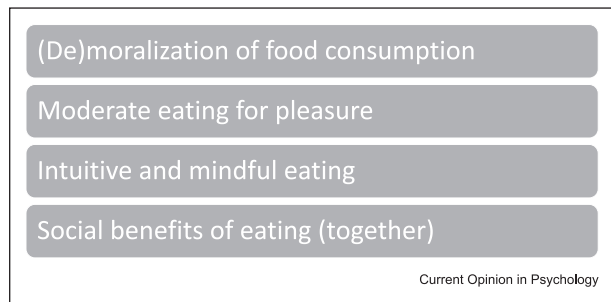 (De)moralization of food consumption
Moderate eating for pleasure
Intuitive and mindful eating
Social benefits of eating (together)
Current Opinion in Psychology